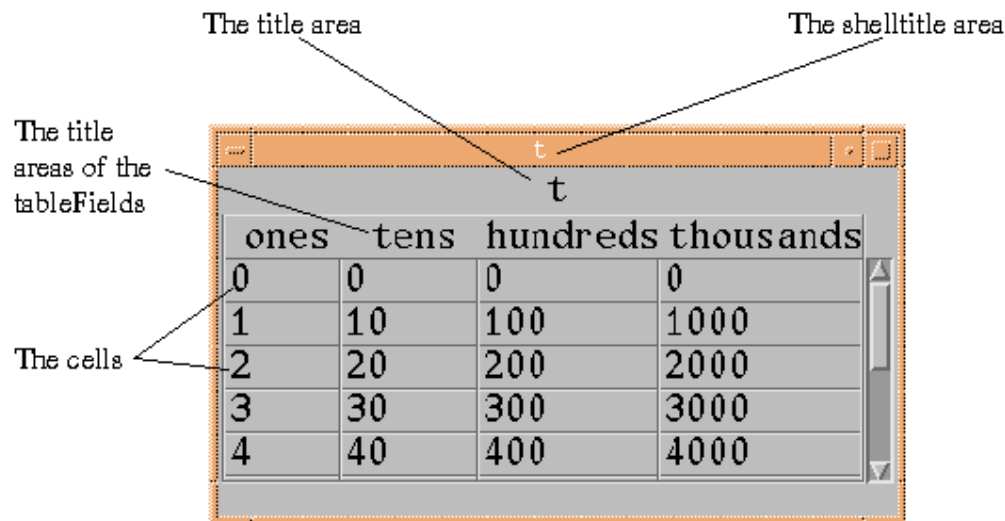 The title area
The shelltitle area
The title
areas of the
tableFields
t
t
ones tens hundreds thousands
0 0 0 0
1 10 100 1000
The cells
2 20 200 2000
3 30 300 3000
4 40 400 4000